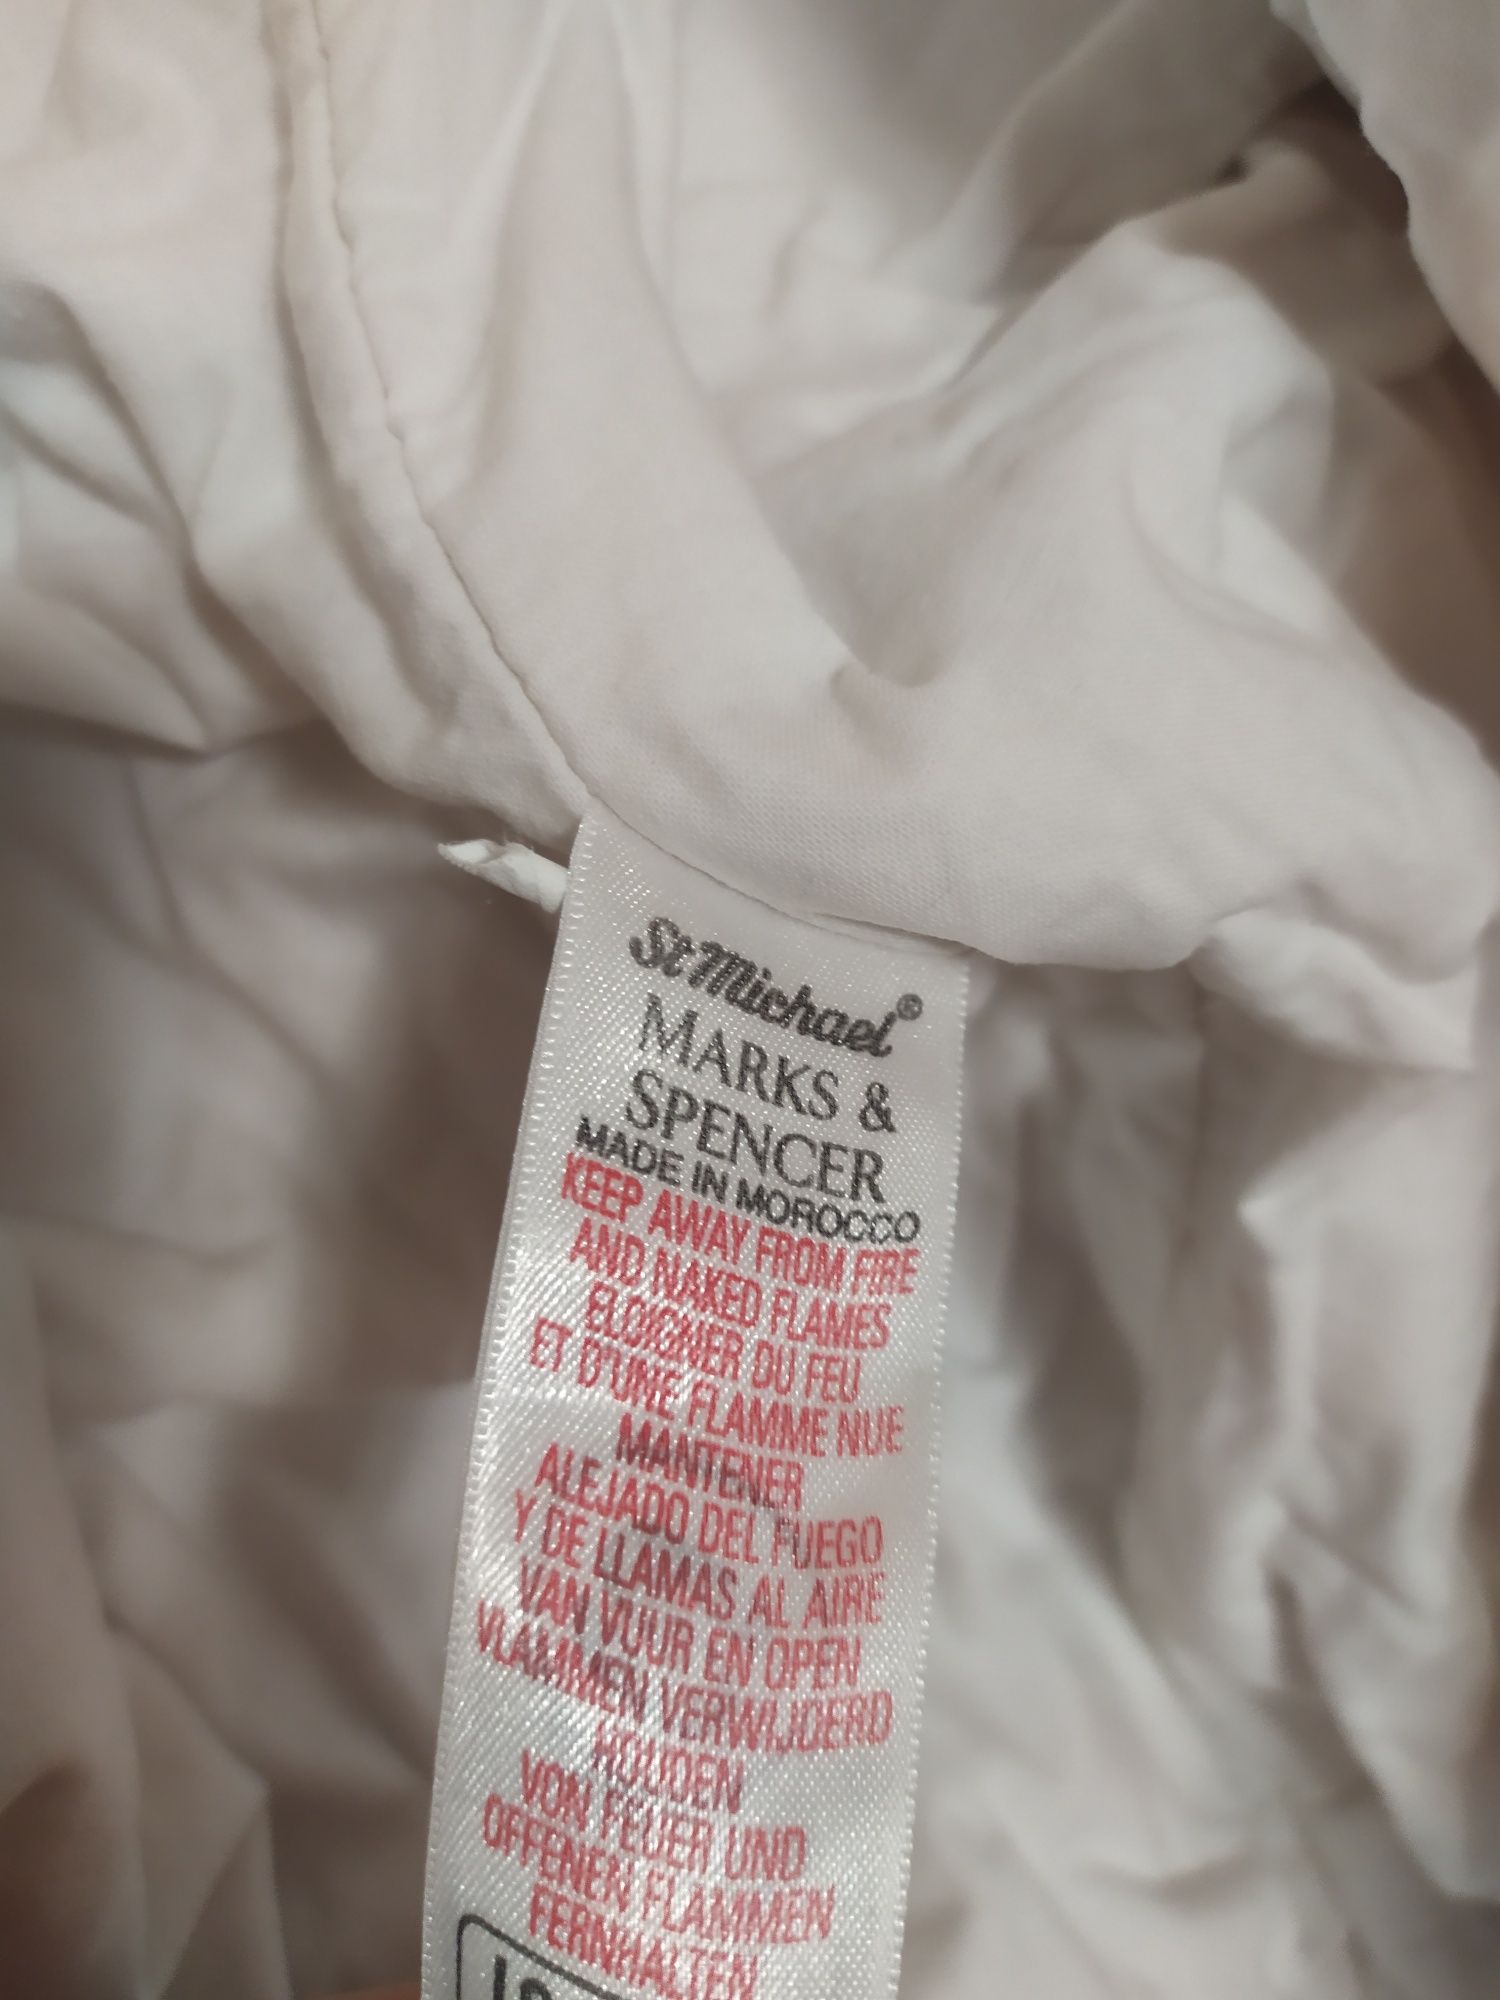 St Michael®
MARKS &
SPENCER
MADE IN MOROCCO
KEEP AWAY FROM FIRE
AND NAKED FLAMES
ELOIGNER DU FEU
ET D'UNE FLAMME NUE
MANTENER
ALEJADO DEL FUEGO
Y DE LLAMAS AL AIRE
VAN VUUR EN OPEN
VLAMMEN VERWIJDERD
HOUDEN
VON FEUER UND
OFFENEN FLAMMEN
FERNHALTEN